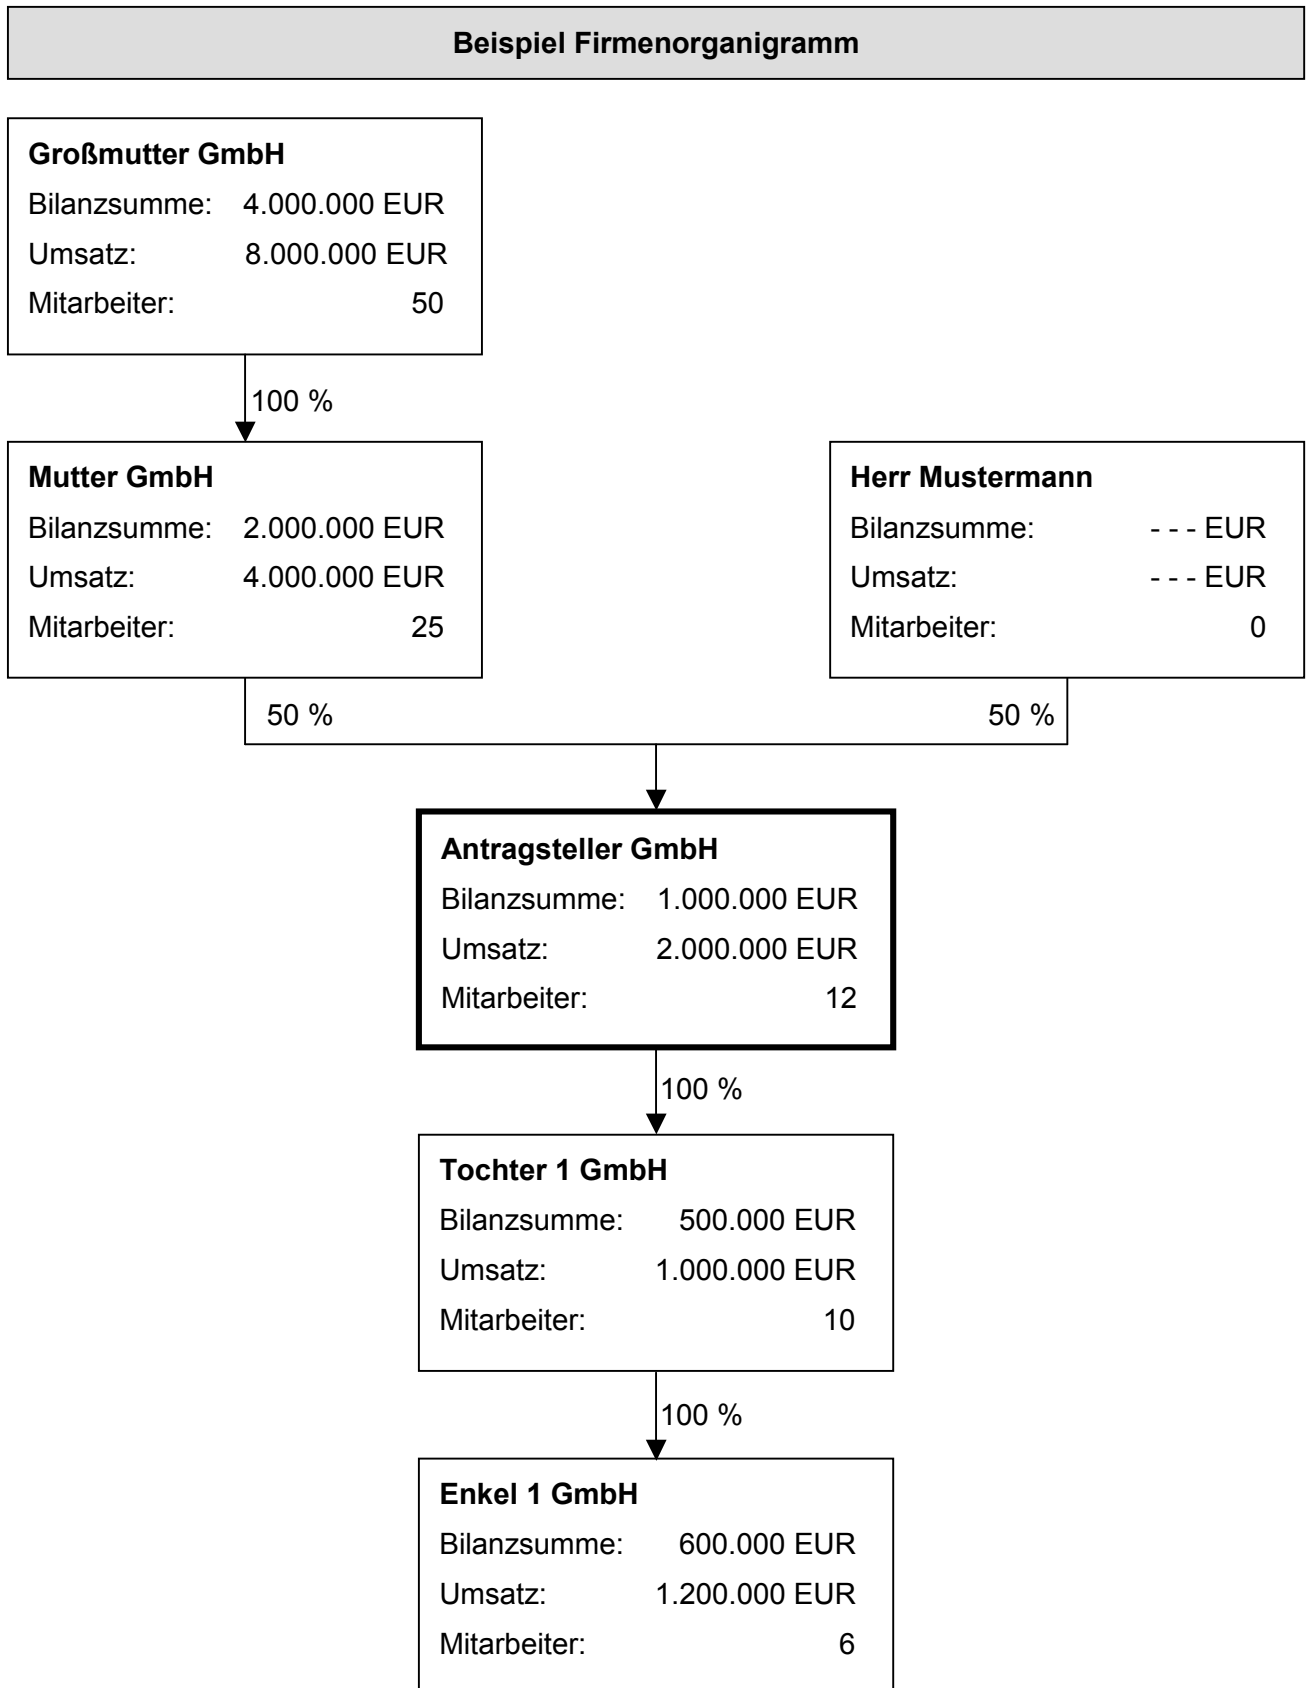 Beispiel Firmenorganigramm
Großmutter GmbH
Bilanzsumme: 4.000.000 EUR
Umsatz: 8.000.000 EUR
Mitarbeiter: 50
100 %
Mutter GmbH
Bilanzsumme: 2.000.000 EUR
Umsatz: 4.000.000 EUR
Mitarbeiter: 25
Herr Mustermann
Bilanzsumme: - - - EUR
Umsatz: - - - EUR
Mitarbeiter: 0
50 %
50 %
Antragsteller GmbH
Bilanzsumme: 1.000.000 EUR
Umsatz: 2.000.000 EUR
Mitarbeiter: 12
100 %
Tochter 1 GmbH
Bilanzsumme: 500.000 EUR
Umsatz: 1.000.000 EUR
Mitarbeiter: 10
100 %
Enkel 1 GmbH
Bilanzsumme: 600.000 EUR
Umsatz: 1.200.000 EUR
Mitarbeiter: 6